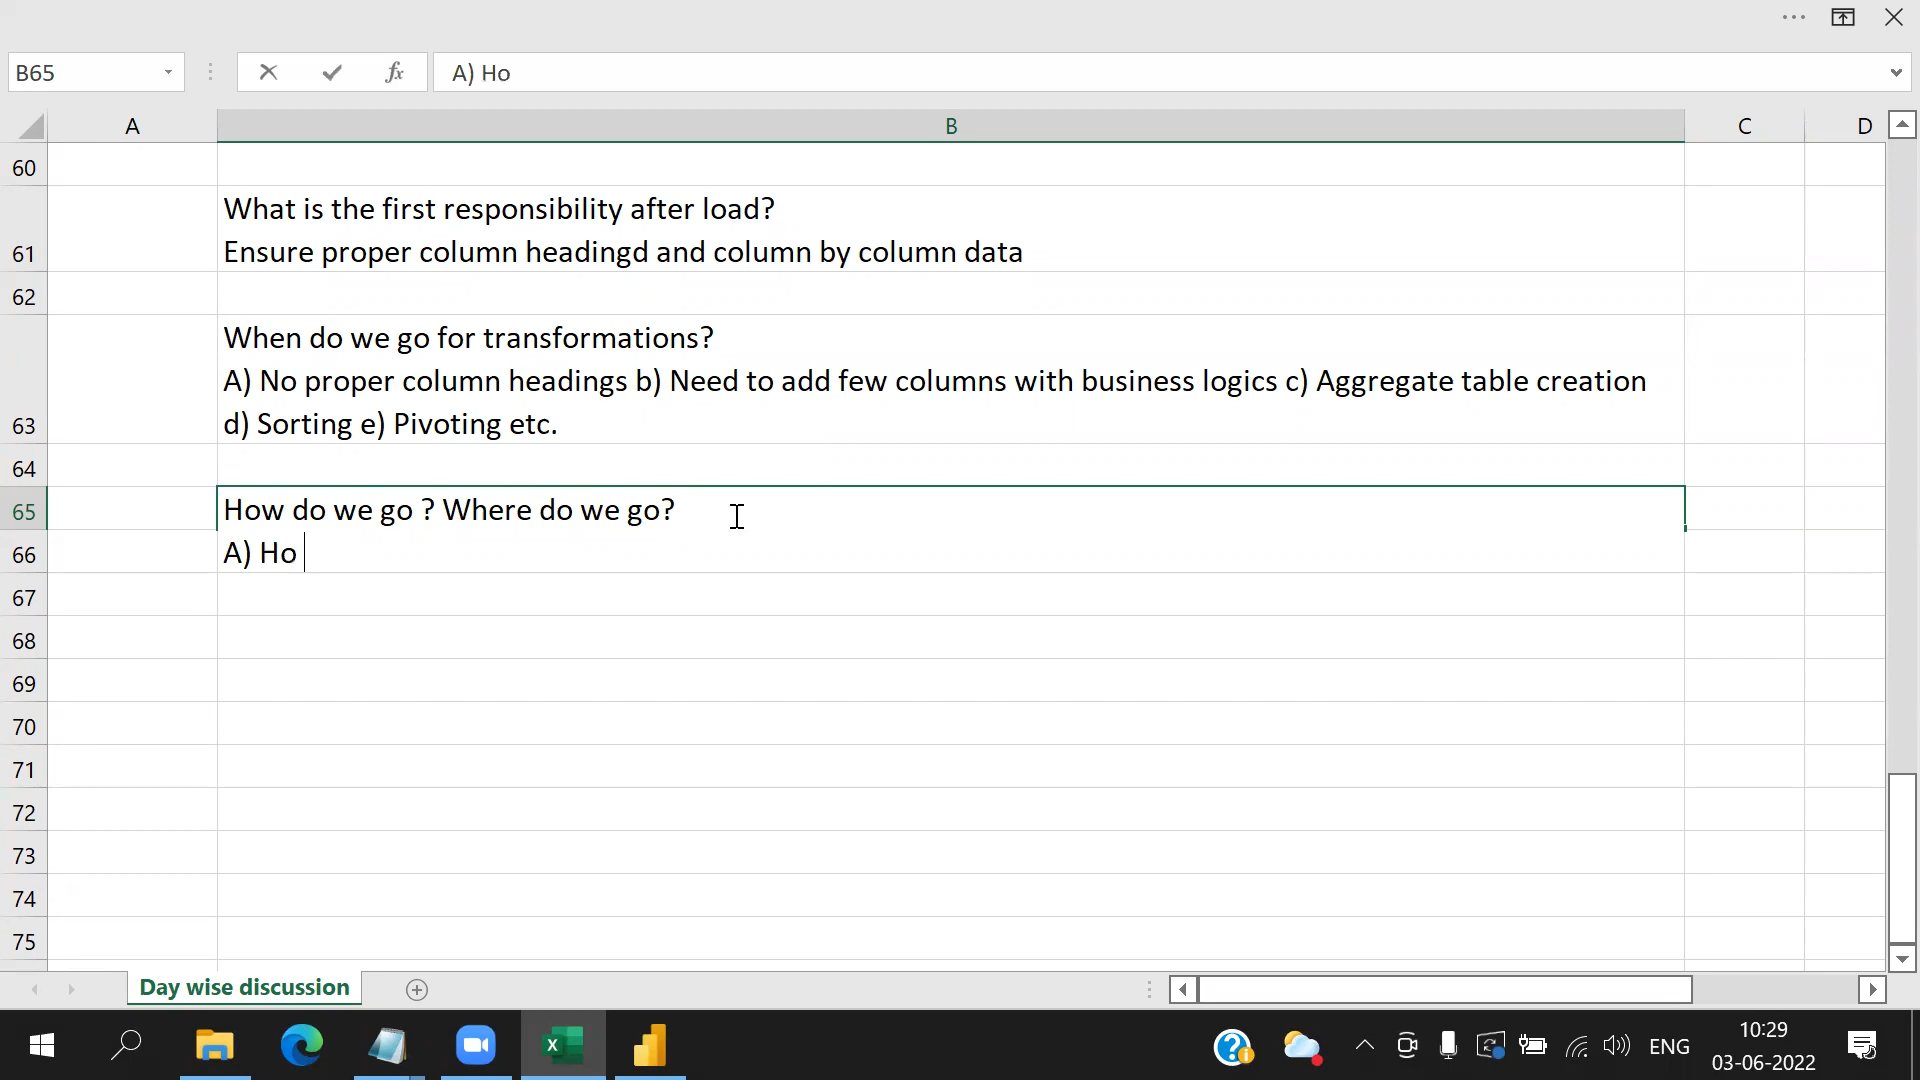 B65
fx
A) Ho
A
B
C
D
60
What is the first responsibility after load?
61
Ensure proper column headingd and column by column data
62
When do we go for transformations?
A) No proper column headings b) Need to add few columns with business logics c) Aggregate table creation
63
d) Sorting e) Pivoting etc.
64
65
How do we go ? Where do we go?
66
A) Ho
67
68
69
70
71
72
73
74
75
Day wise discussion
ENG
10:29
03-06-2022